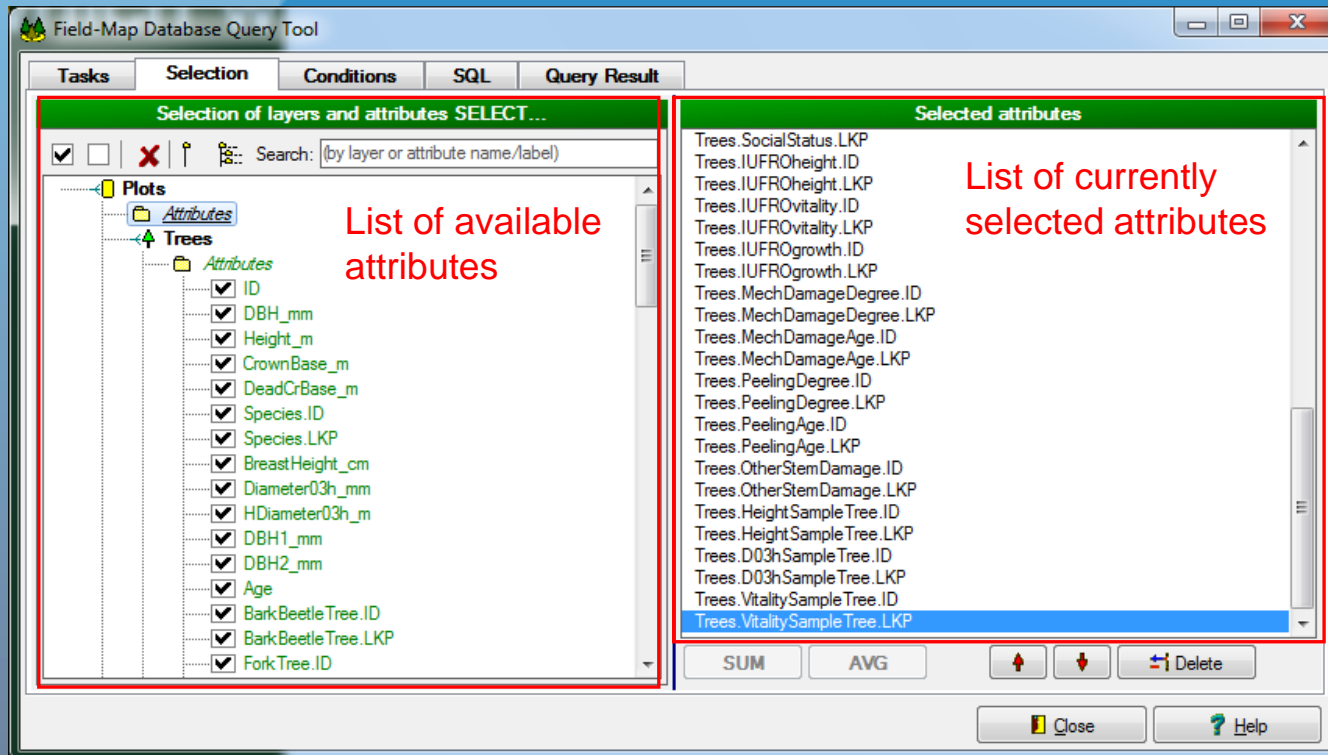 Field-Map Database Query Tool
Tasks Selection Conditions SQL Query Result
Selection of layers and attributes SELECT...
Search: (by layer or attribute name/label)
Plots
Attributes
Trees
Attributes
ID
DBH_mm
Height_m
CrownBase_m
DeadCrBase_m
Species.ID
Species.LKP
BreastHeight_cm
Diameter03h_mm
HDiameter03h_m
DBH1_mm
DBH2_mm
Age
BarkBeetleTree.ID
BarkBeetleTree.LKP
ForkTree.ID
List of available
attributes
Selected attributes
Trees.SocialStatus.LKP
Trees.IUFROheight.ID
Trees.IUFROheight.LKP
Trees.IUFROvitality.ID
Trees.IUFROvitality.LKP
Trees.IUFROgrowth.ID
Trees.IUFROgrowth.LKP
Trees.MechDamageDegree.ID
Trees.MechDamageDegree.LKP
Trees.MechDamageAge.ID
Trees.MechDamageAge.LKP
Trees.PeelingDegree.ID
Trees.PeelingDegree.LKP
Trees.PeelingAge.ID
Trees.PeelingAge.LKP
Trees.OtherStemDamage.ID
Trees.OtherStemDamage.LKP
Trees.HeightSampleTree.ID
Trees.HeightSampleTree.LKP
Trees.D03hSampleTree.ID
Trees.D03hSampleTree.LKP
Trees.VitalitySampleTree.ID
Trees.VitalitySampleTree.LKP
List of currently
selected attributes
SUM AVG Delete
Close Help